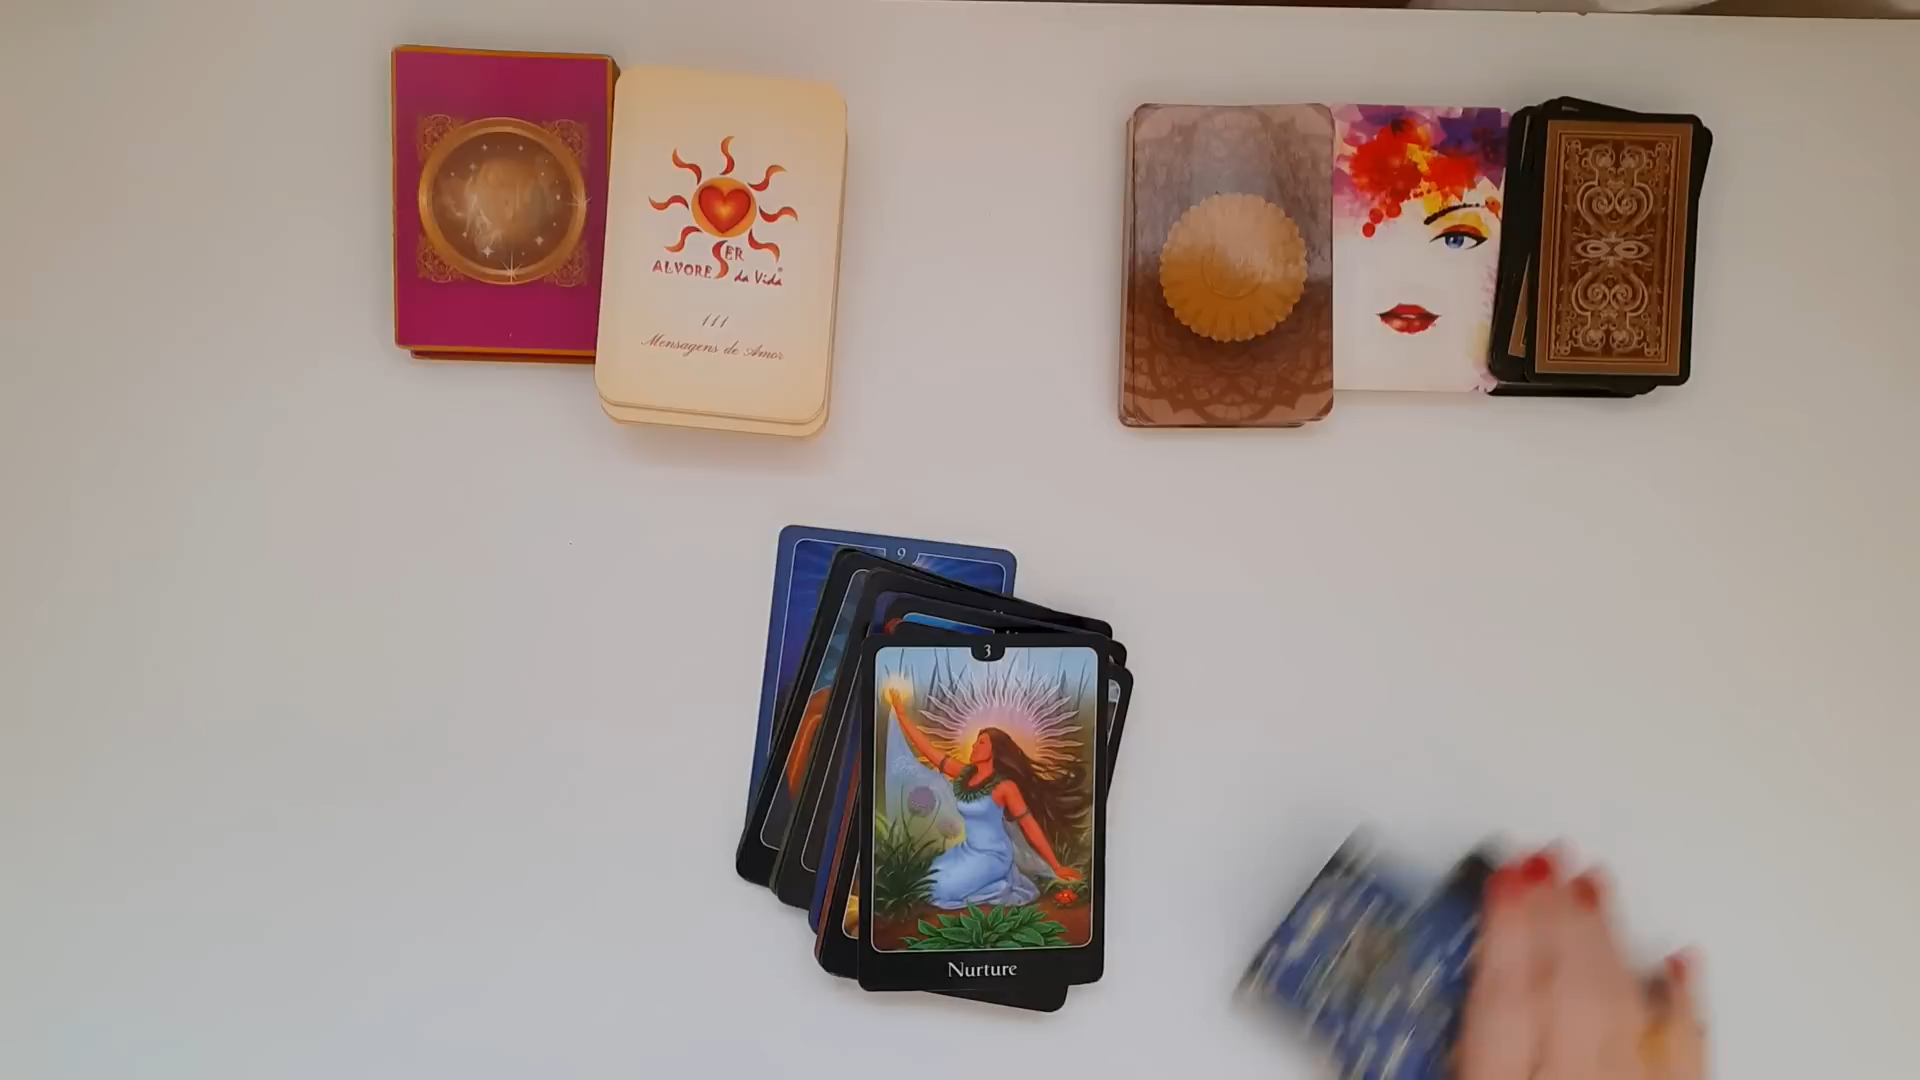 SER
ALVORE da Vida®
111
Mensagens de Amor
9
3
Nurture